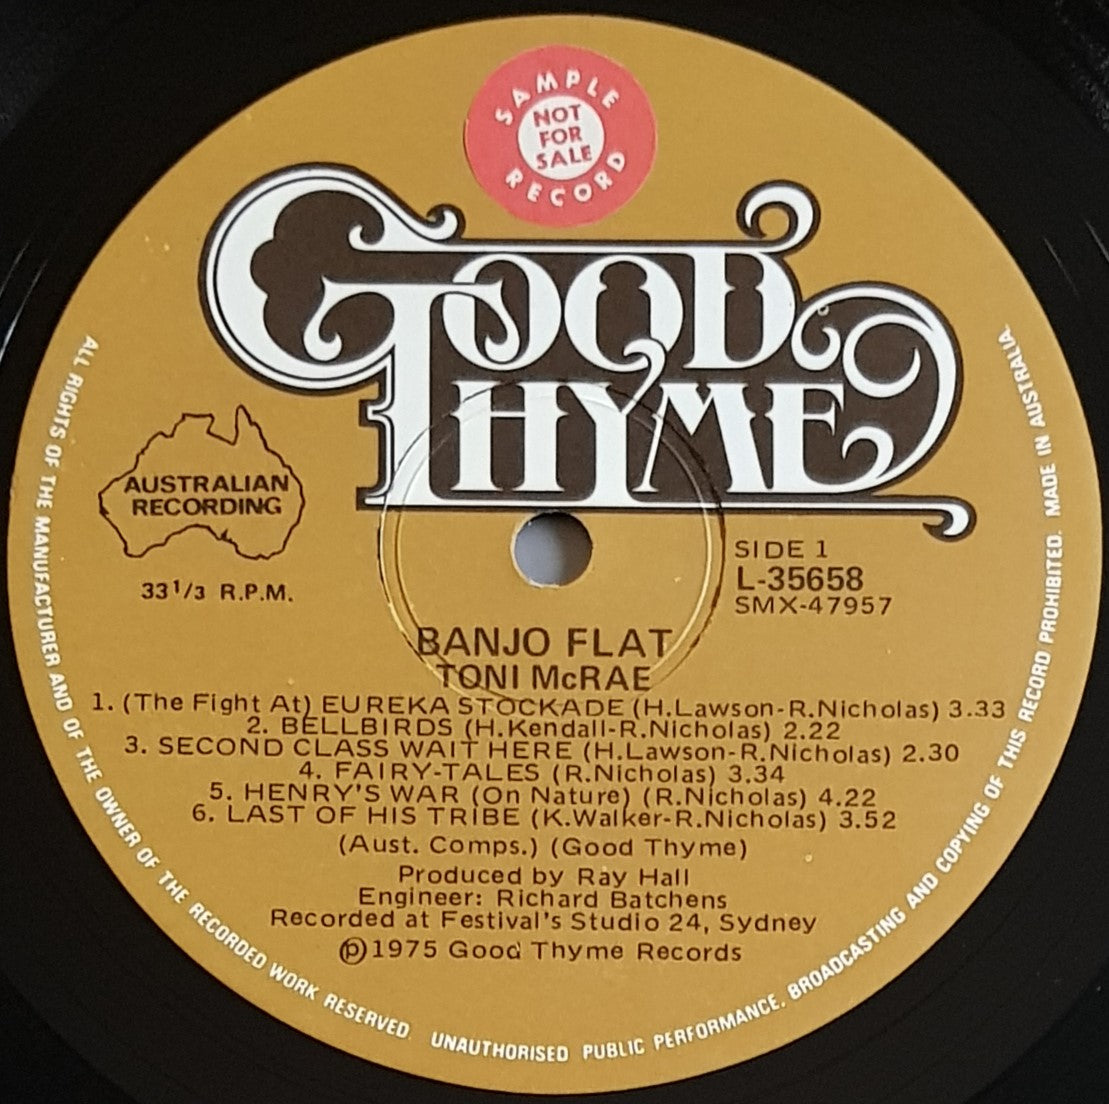 SAMPLE
NOT
FOR
SALE
RECORD
GOOD
THYME
AUSTRALIAN
RECORDING
33 1/3 R.P.M.
SIDE 1
L-35658
SMX-47957
BANJO FLAT
TONI McRAE
1. (The Fight At) EUREKA STOCKADE (H.Lawson-R.Nicholas) 3.33
2. BELLBIRDS (H.Kendall-R.Nicholas) 2.22
3. SECOND CLASS WAIT HERE (H.Lawson-R.Nicholas) 2.30
4. FAIRY-TALES (R.Nicholas) 3.34
5. HENRY'S WAR (On Nature) (R.Nicholas) 4.22
6. LAST OF HIS TRIBE (K.Walker-R.Nicholas) 3.52
(Aust. Comps.) (Good Thyme)
Produced by Ray Hall
Engineer: Richard Batchens
Recorded at Festival's Studio 24, Sydney
℗1975 Good Thyme Records
ALL RIGHTS OF THE MANUFACTURER AND OF THE OWNER OF THE RECORDED WORK RESERVED. UNAUTHORISED PUBLIC PERFORMANCE, BROADCASTING AND COPYING OF THIS RECORD PROHIBITED. MADE IN AUSTRALIA.